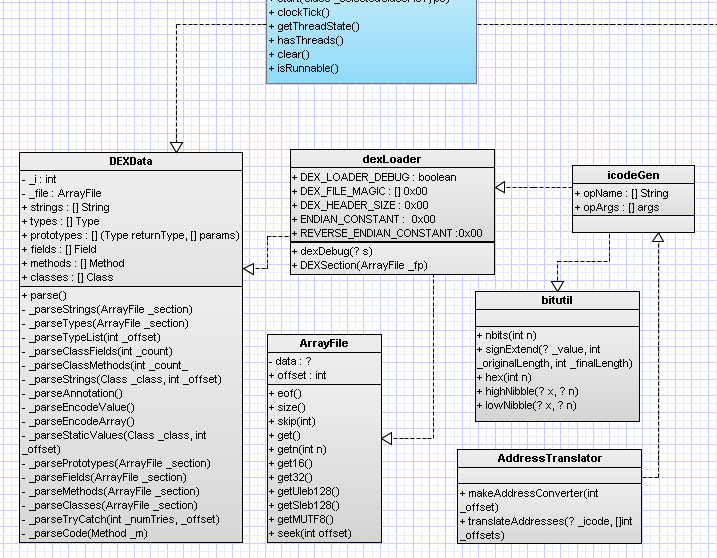 + start(class _selectedClass
+ clockTick()
+ getThreadState()
+ hasThreads()
+ clear()
+ isRunnable()
DEXData
- _i : int
- _file : ArrayFile
+ strings : [] String
+ types : [] Type
+ prototypes : [] (Type returnType, [] params)
+ fields : [] Field
+ methods : [] Method
+ classes : [] Class
+ parse()
- _parseStrings(ArrayFile _section)
- _parseTypes(ArrayFile _section)
- _parseTypeList(int _offset)
- _parseClassFields(int _count)
- _parseClassMethods(int _count_
- _parseStrings(Class _class, int _offset)
- _parseAnnotation()
- _parseEncodeValue()
- _parseEncodeArray()
- _parseStaticValues(Class _class, int
_offset)
- _parsePrototypes(ArrayFile _section)
- _parseFields(ArrayFile _section)
- _parseMethods(ArrayFile _section)
- _parseClasses(ArrayFile _section)
- _parseTryCatch(int _numTries, _offset)
- _parseCode(Method _m)
dexLoader
+ DEX_LOADER_DEBUG : boolean
+ DEX_FILE_MAGIC : [] 0x00
+ DEX_HEADER_SIZE : 0x00
+ ENDIAN_CONSTANT : 0x00
+ REVERSE_ENDIAN_CONSTANT :0x00
+ dexDebug(? s)
+ DEXSection(ArrayFile _fp)
ArrayFile
- data : ?
+ offset : int
+ eof()
+ size()
+ skip(int)
+ get()
+ getn(int n)
+ get16()
+ get32()
+ getUleb128()
+ getSleb128()
+ getMUTF8()
+ seek(int offset)
icodeGen
+ opName : [] String
+ opArgs : [] args
bitutil
+ nbits(int n)
+ signExtend(? _value, int
_originalLength, int _finalLength)
+ hex(int n)
+ highNibble(? x, ? n)
+ lowNibble(? x, ? n)
AddressTranslator
+ makeAddressConverter(int
_offset)
+ translateAddresses(? _icode, []int
_offsets)